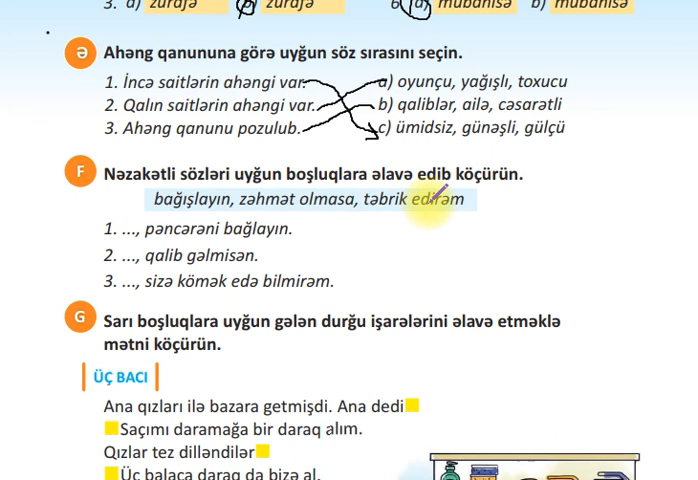 3. a) zürafə b) zürafə 6. a) mübahisə b) mübahisə
Ə Ahəng qanununa görə uyğun söz sırasını seçin.
1. İncə saitlərin ahəngi var. a) oyunçu, yağışlı, toxucu
2. Qalın saitlərin ahəngi var. b) qaliblər, ailə, cəsarətli
3. Ahəng qanunu pozulub. c) ümidsiz, günəşli, gülçü
F Nəzakətli sözləri uyğun boşluqlara əlavə edib köçürün.
bağışlayın, zəhmət olmasa, təbrik edirəm
1. ..., pəncərəni bağlayın.
2. ..., qalib gəlmisən.
3. ..., sizə kömək edə bilmirəm.
G Sarı boşluqlara uyğun gələn durğu işarələrini əlavə etməklə
mətni köçürün.
ÜÇ BACI
Ana qızları ilə bazara getmişdi. Ana dedi
Saçımı daramağa bir daraq alım.
Qızlar tez dilləndilər
Üç balaca daraq da bizə al.